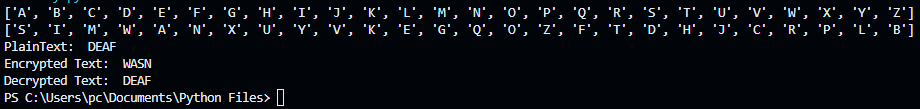 ['A', 'B', 'C', 'D', 'E', 'F', 'G', 'H', 'I', 'J', 'K', 'L', 'M', 'N', 'O', 'P', 'Q', 'R', 'S', 'T', 'U', 'V', 'W', 'X', 'Y', 'Z']
['S', 'I', 'M', 'W', 'A', 'N', 'X', 'U', 'Y', 'V', 'K', 'E', 'G', 'Q', 'O', 'Z', 'F', 'T', 'D', 'H', 'J', 'C', 'R', 'P', 'L', 'B']
PlainText:  DEAF
Encrypted Text:  WASN
Decrypted Text:  DEAF
PS C:\Users\pc\Documents\Python Files>